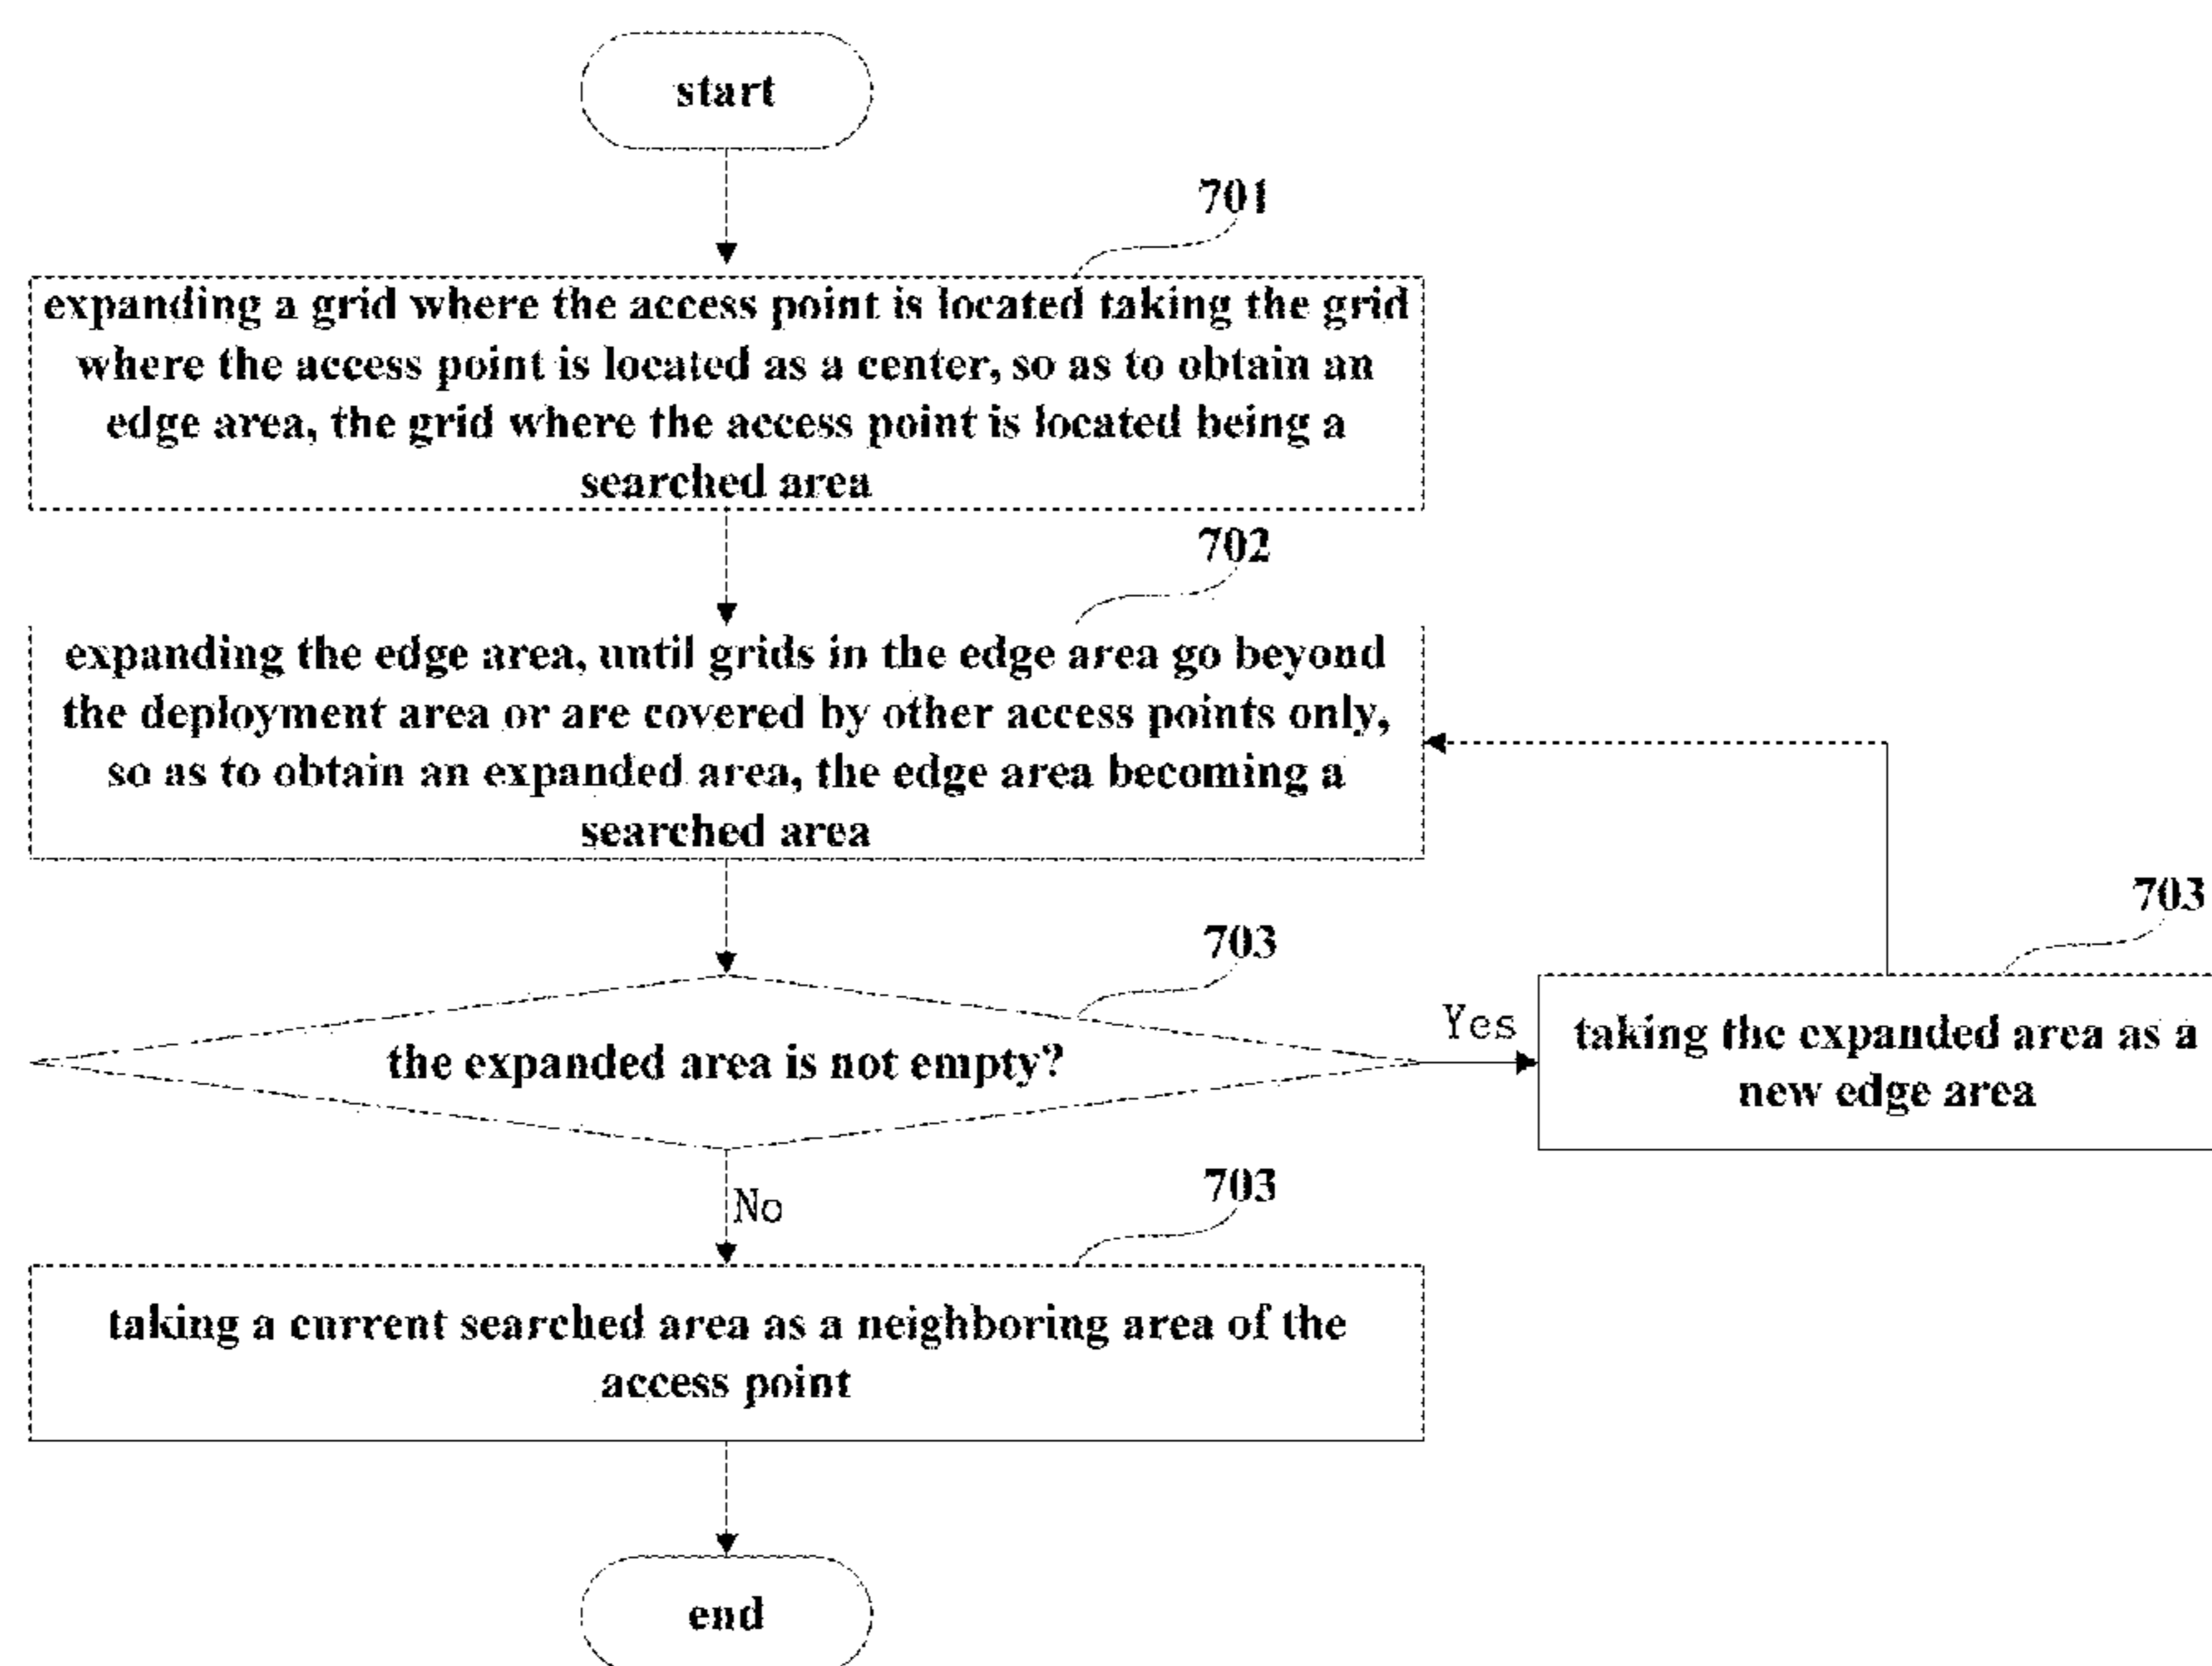 start
701
expanding a grid where the access point is located taking the grid
where the access point is located as a center, so as to obtain an
edge area, the grid where the access point is located being a
searched area
702
expanding the edge area, until grids in the edge area go beyond
the deployment area or are covered by other access points only,
so as to obtain an expanded area, the edge area becoming a
searched area
703
the expanded area is not empty?
Yes
703
taking the expanded area as a
new edge area
No
703
taking a current searched area as a neighboring area of the
access point
end